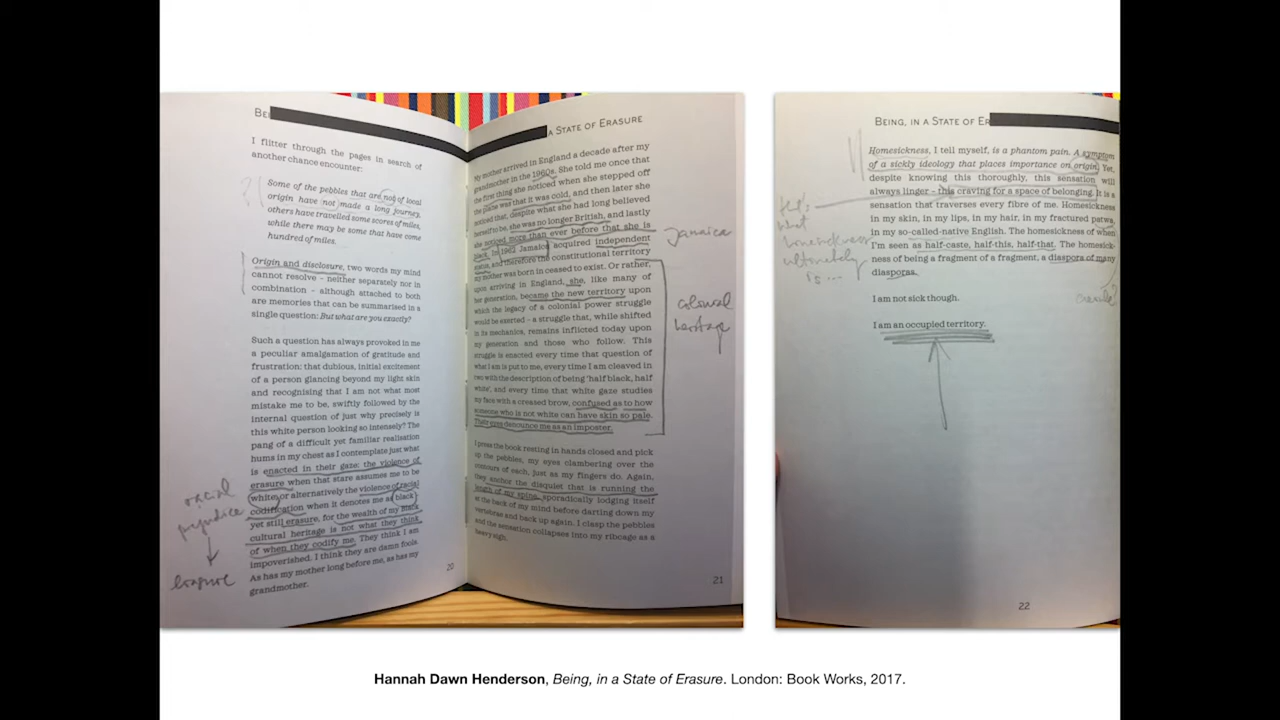 BE
I flitter through the pages in search of
another chance encounter:
Some of the pebbles that are not of local
origin have not made a long journey,
others have travelled some scores of miles,
while there may be some that have come
hundred of miles.
Origin and disclosure, two words my mind
cannot resolve – neither separately nor in
combination – although attached to both
are memories that can be summarised in a
single question: But what are you exactly?
Such a question has always provoked in me
a peculiar amalgamation of gratitude and
frustration: that dubious, initial excitement
of a person glancing beyond my light skin
and recognising that I am not what most
mistake me to be, swiftly followed by the
internal question of just why precisely is
this white person looking so intensely? The
pang of a difficult yet familiar realisation
hums in my chest as I contemplate just what
is enacted in their gaze: the violence of
erasure when that stare assumes me to be
white, or alternatively the violence of racial
codification when it denotes me as black,
yet still erasure, for the wealth of my Black
cultural heritage is not what they think
of when they codify me. They think I am
impoverished. I think they are damn fools.
As has my mother long before me, as has my
grandmother.
racial
prejudice
erasure
20
A STATE OF ERASURE
My mother arrived in England a decade after my
grandmother in the 1960s. She told me once that
the first thing she noticed when she stepped off
the plane was that it was cold, and then later she
noticed that, despite what she had long believed
herself to be, she was no longer British, and lastly
she noticed more than ever before that she is
black. In 1962 Jamaica acquired independent
status, and therefore the constitutional territory
my mother was born in ceased to exist. Or rather,
upon arriving in England, she, like many of
her generation, became the new territory upon
which the legacy of a colonial power struggle
would be exerted – a struggle that, while shifted
in its mechanics, remains inflicted today upon
my generation and those who follow. This
struggle is enacted every time that question of
what I am is put to me, every time I am cleaved in
two with the description of being 'half black, half
white', and every time that white gaze studies
my face with a creased brow, confused as to how
someone who is not white can have skin so pale.
Their eyes denounce me as an imposter.
I press the book resting in hands closed and pick
up the pebbles, my eyes clambering over the
contours of each, just as my fingers do. Again,
they anchor the disquiet that is running the
length of my spine, sporadically lodging itself
at the back of my mind before darting down my
vertebrae and back up again. I clasp the pebbles
and the sensation collapses into my ribcage as a
heavy sigh.
Jamaica
colonial
heritage
21
BEING, IN A STATE OF ER
Homesickness, I tell myself, is a phantom pain. A symptom
of a sickly ideology that places importance on origin. Yet,
despite knowing this thoroughly, this sensation will
always linger – this craving for a space of belonging. It is a
sensation that traverses every fibre of me. Homesickness
in my skin, in my lips, in my hair, in my fractured patwa,
in my so-called-native English. The homesickness of when
I'm seen as half-caste, half-this, half-that. The homesick-
ness of being a fragment of a fragment, a diaspora of many
diasporas.
I am not sick though.
I am an occupied territory.
that's
what
homesickness
ultimately
is ...
22
Hannah Dawn Henderson, Being, in a State of Erasure. London: Book Works, 2017.